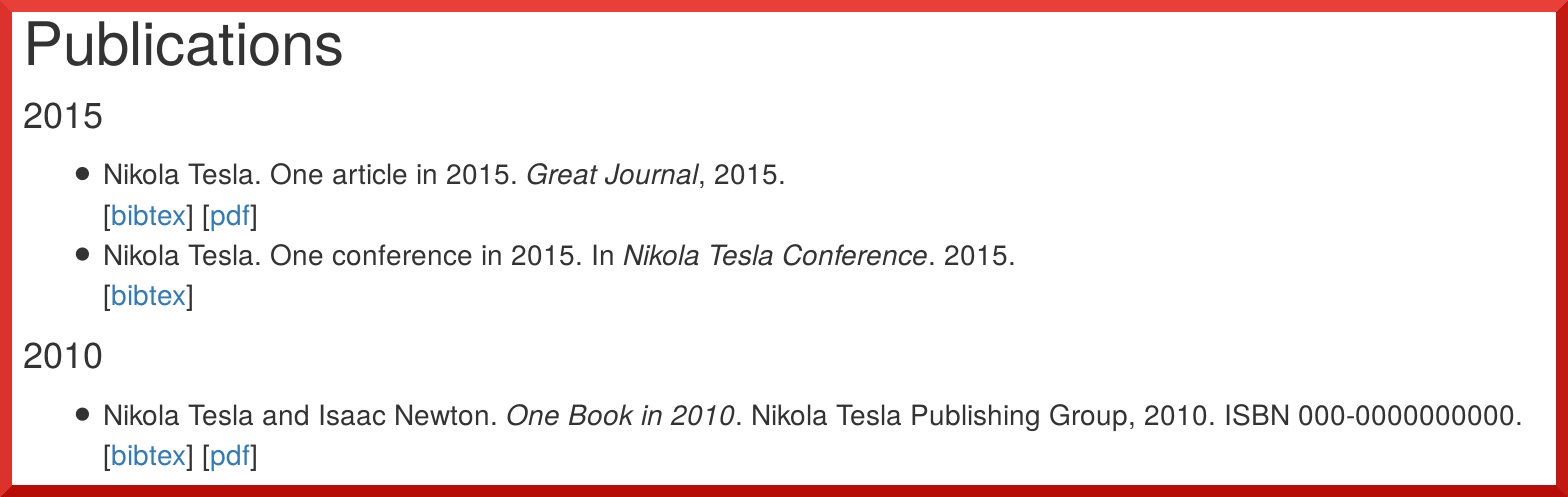 Publications
2015
Nikola Tesla. One article in 2015. Great Journal, 2015.
[bibtex] [pdf]
Nikola Tesla. One conference in 2015. In Nikola Tesla Conference. 2015.
[bibtex]
2010
Nikola Tesla and Isaac Newton. One Book in 2010. Nikola Tesla Publishing Group, 2010. ISBN 000-0000000000.
[bibtex] [pdf]